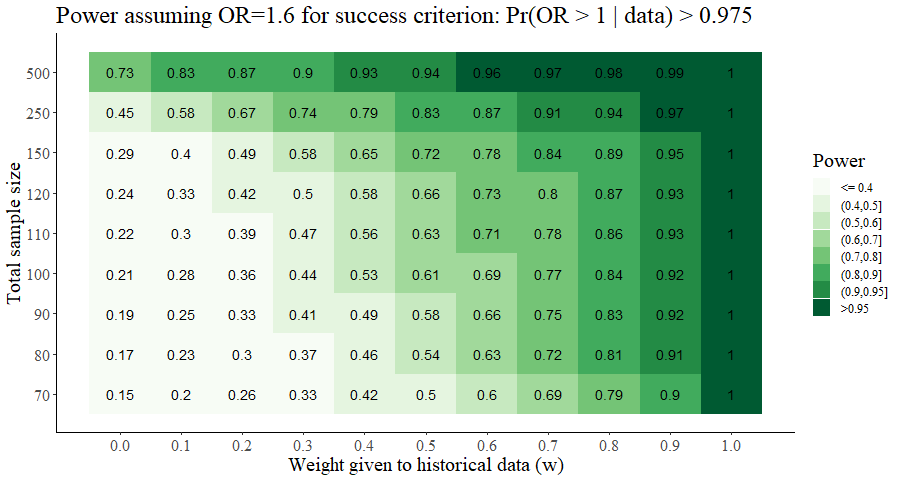 Power assuming OR=1.6 for success criterion: Pr(OR > 1 | data) > 0.975
Total sample size
500 0.73 0.83 0.87 0.9 0.93 0.94 0.96 0.97 0.98 0.99 1
250 0.45 0.58 0.67 0.74 0.79 0.83 0.87 0.91 0.94 0.97 1
150 0.29 0.4 0.49 0.58 0.65 0.72 0.78 0.84 0.89 0.95 1
120 0.24 0.33 0.42 0.5 0.58 0.66 0.73 0.8 0.87 0.93 1
110 0.22 0.3 0.39 0.47 0.56 0.63 0.71 0.78 0.86 0.93 1
100 0.21 0.28 0.36 0.44 0.53 0.61 0.69 0.77 0.84 0.92 1
90 0.19 0.25 0.33 0.41 0.49 0.58 0.66 0.75 0.83 0.92 1
80 0.17 0.23 0.3 0.37 0.46 0.54 0.63 0.72 0.81 0.91 1
70 0.15 0.2 0.26 0.33 0.42 0.5 0.6 0.69 0.79 0.9 1
0.0 0.1 0.2 0.3 0.4 0.5 0.6 0.7 0.8 0.9 1.0
Weight given to historical data (w)
Power
<= 0.4
(0.4,0.5]
(0.5,0.6]
(0.6,0.7]
(0.7,0.8]
(0.8,0.9]
(0.9,0.95]
>0.95